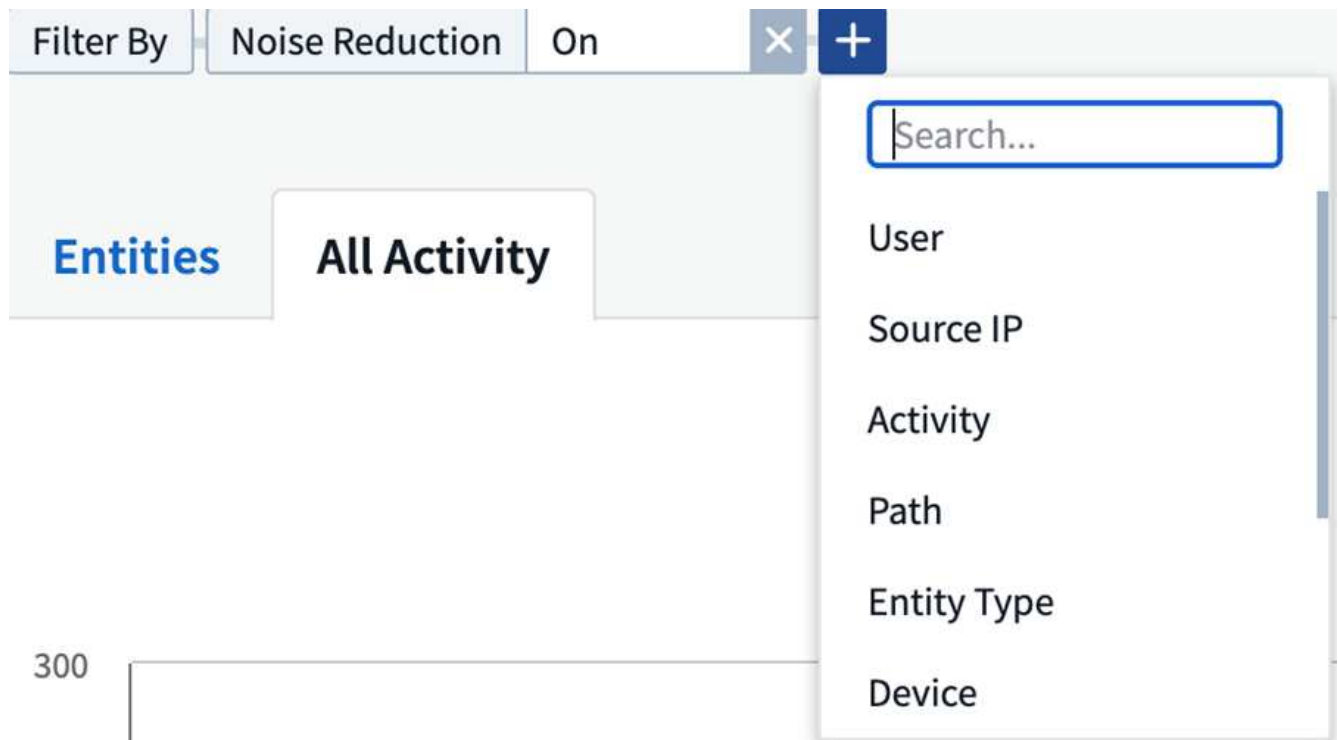 Filter By Noise Reduction On × +
Search...
Entities All Activity
User
Source IP
Activity
Path
Entity Type
300
Device